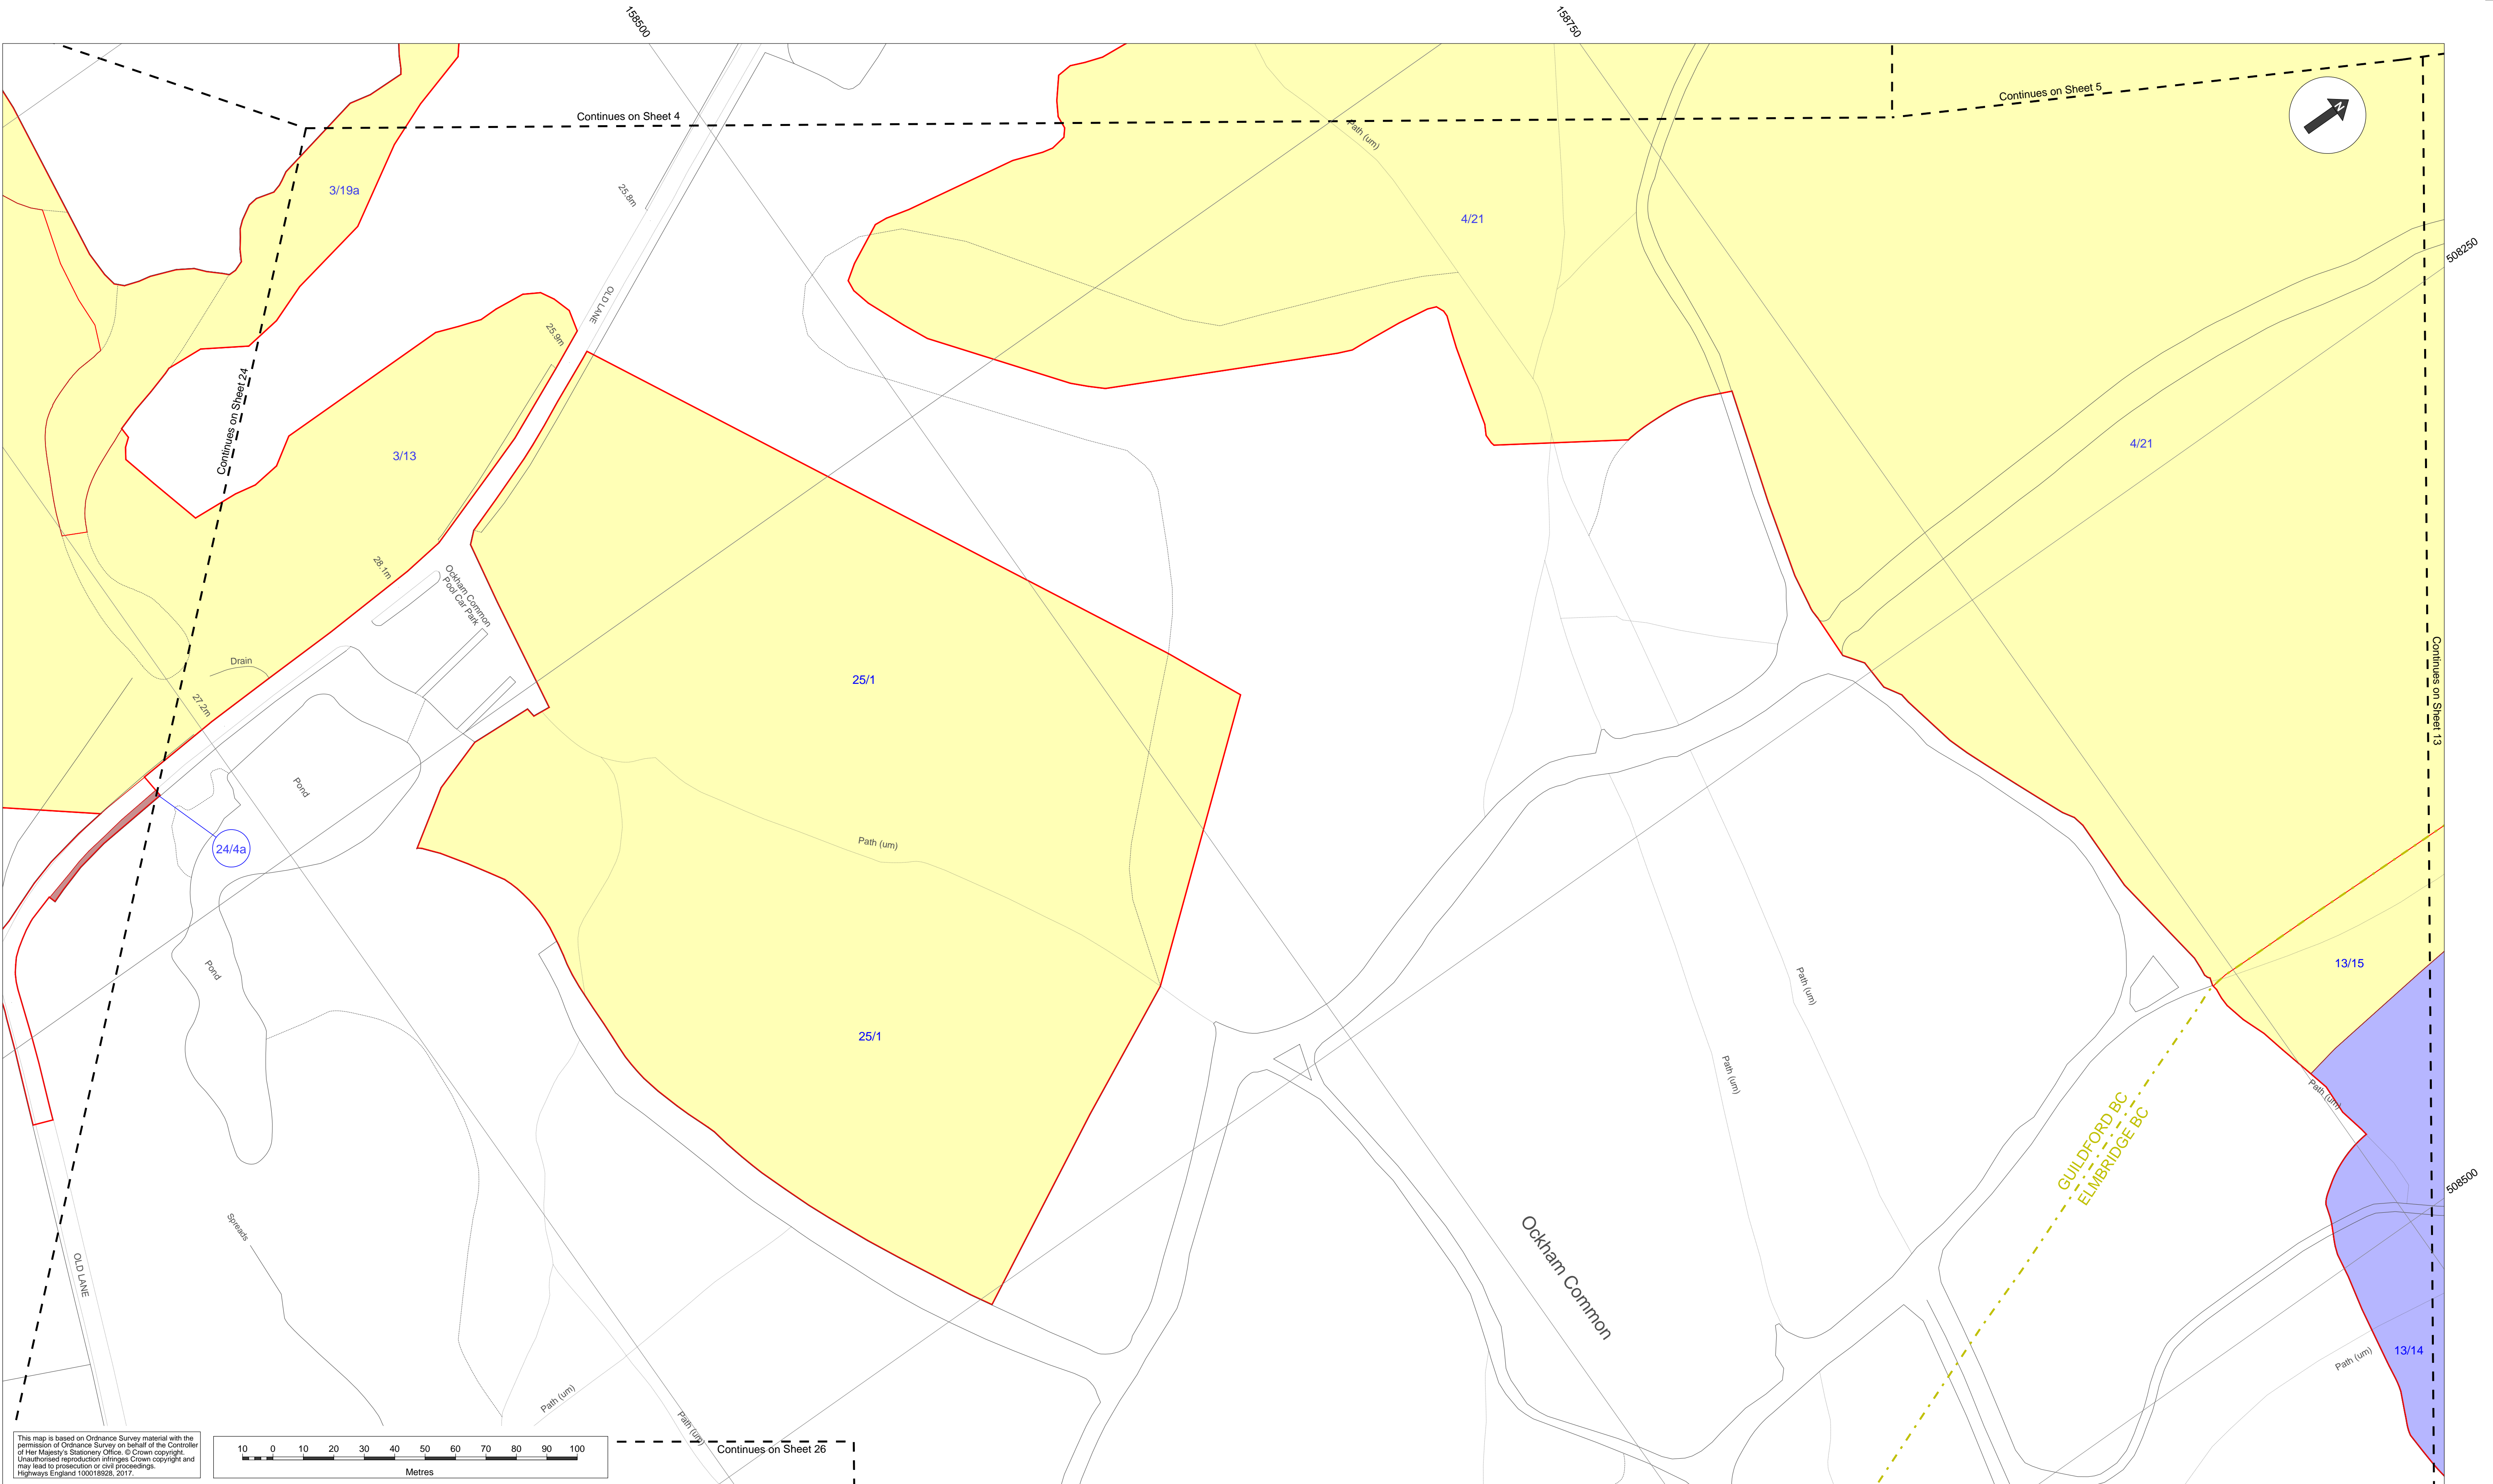 158500
158750
Continues on Sheet 4
Continues on Sheet 5
N
Path (um)
3/19a
25.8m
4/21
508250
OLD LANE
25.9m
Continues on Sheet 24
3/13
4/21
28.1m
Ockham Common
Pool Car Park
Drain
25/1
27.2m
Continues on Sheet 13
Pond
24/4a
Path (um)
Pond
13/15
Path (um)
25/1
Path (um)
Path (um)
GUILDFORD BC
ELMBRIDGE BC
508500
Spreads
OLD LANE
Ockham Common
13/14
Path (um)
Path (um)
Path (um)
Continues on Sheet 26
This map is based on Ordnance Survey material with the
permission of Ordnance Survey on behalf of the Controller
of Her Majesty's Stationery Office. © Crown copyright.
Unauthorised reproduction infringes Crown copyright and
may lead to prosecution or civil proceedings.
Highways England 100018928, 2017.
10 0 10 20 30 40 50 60 70 80 90 100
Metres